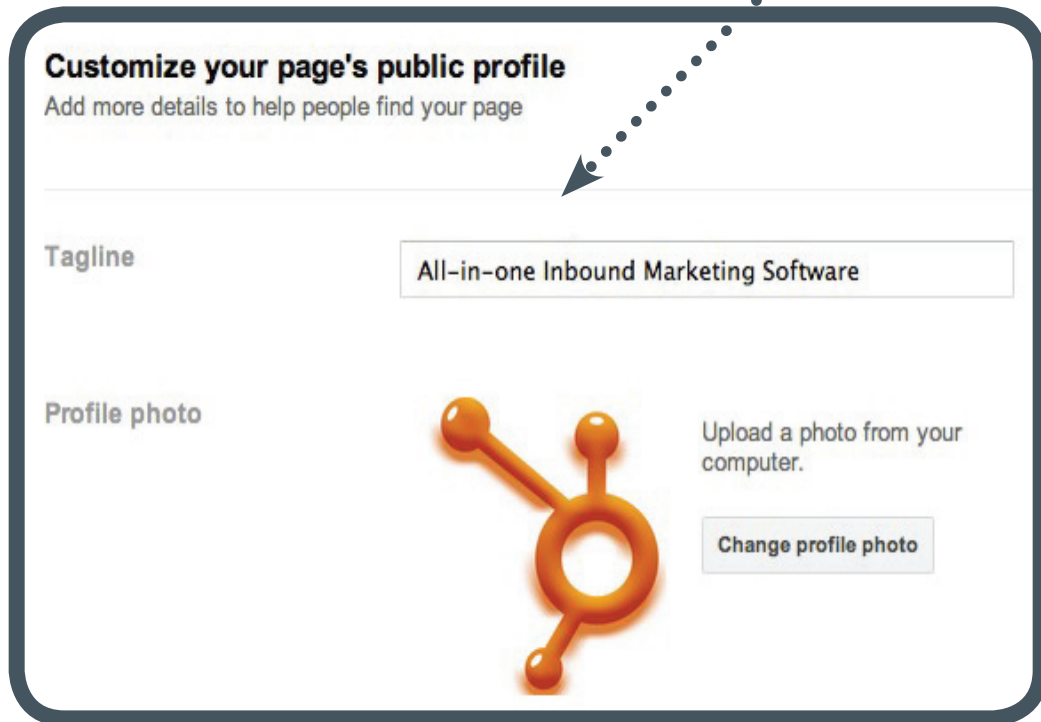 Customize your page's public profile
Add more details to help people find your page
Tagline
All-in-one Inbound Marketing Software
Profile photo
Upload a photo from your
computer.
Change profile photo